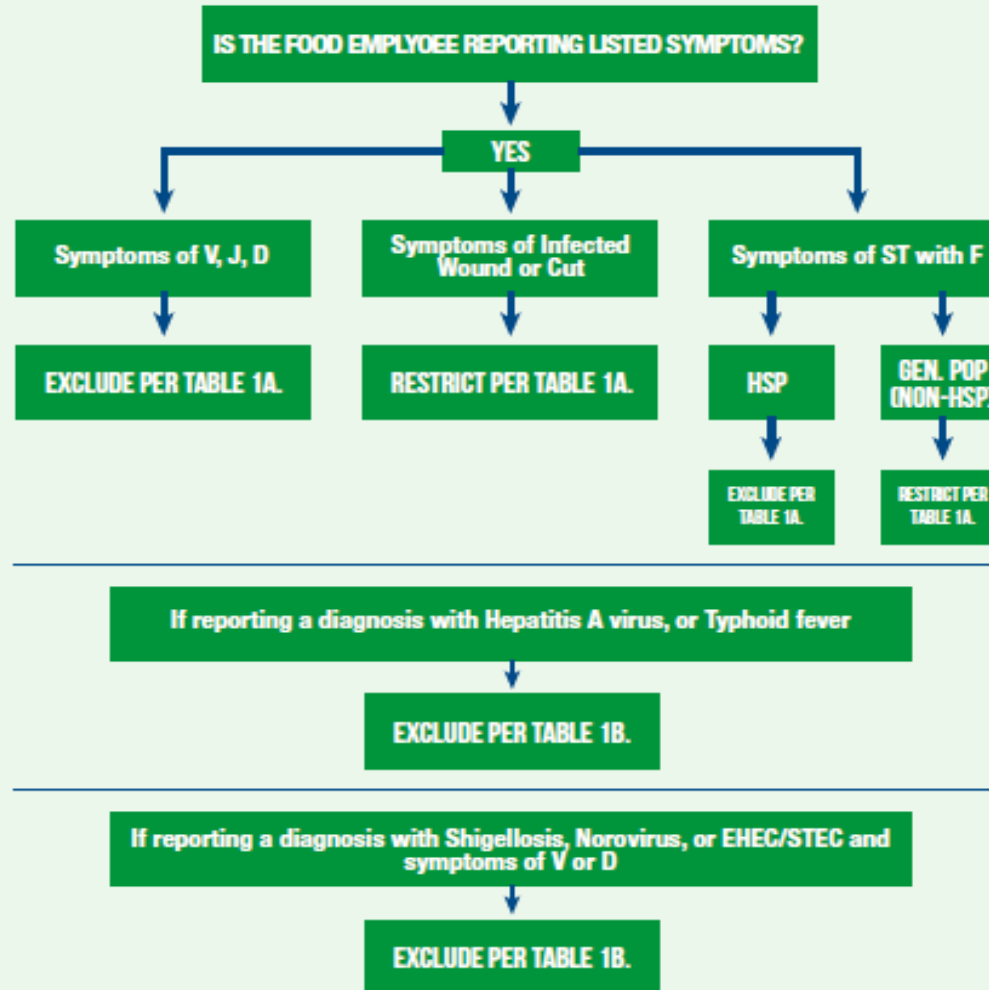 IS THE FOOD EMPLYOEE REPORTING LISTED SYMPTOMS?
YES
Symptoms of V, J, D
Symptoms of Infected
Wound or Cut
Symptoms of ST with F
EXCLUDE PER TABLE 1A.
RESTRICT PER TABLE 1A.
HSP
GEN. POP
(NON-HSP)
EXCLUDE PER
TABLE 1A.
RESTRICT PER
TABLE 1A.
If reporting a diagnosis with Hepatitis A virus, or Typhoid fever
EXCLUDE PER TABLE 1B.
If reporting a diagnosis with Shigellosis, Norovirus, or EHEC/STEC and
symptoms of V or D
EXCLUDE PER TABLE 1B.